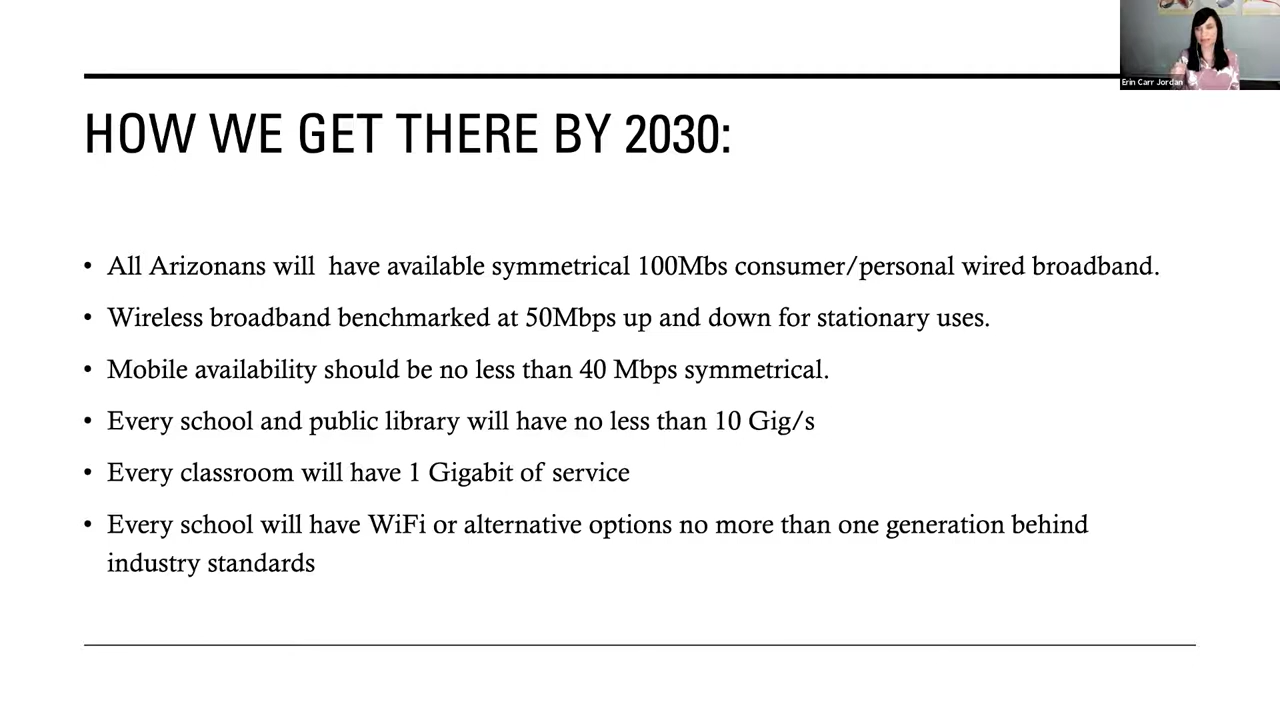 Erin Carr Jordan
HOW WE GET THERE BY 2030:
• All Arizonans will  have available symmetrical 100Mbs consumer/personal wired broadband.
• Wireless broadband benchmarked at 50Mbps up and down for stationary uses.
• Mobile availability should be no less than 40 Mbps symmetrical.
• Every school and public library will have no less than 10 Gig/s
• Every classroom will have 1 Gigabit of service
• Every school will have WiFi or alternative options no more than one generation behind
industry standards